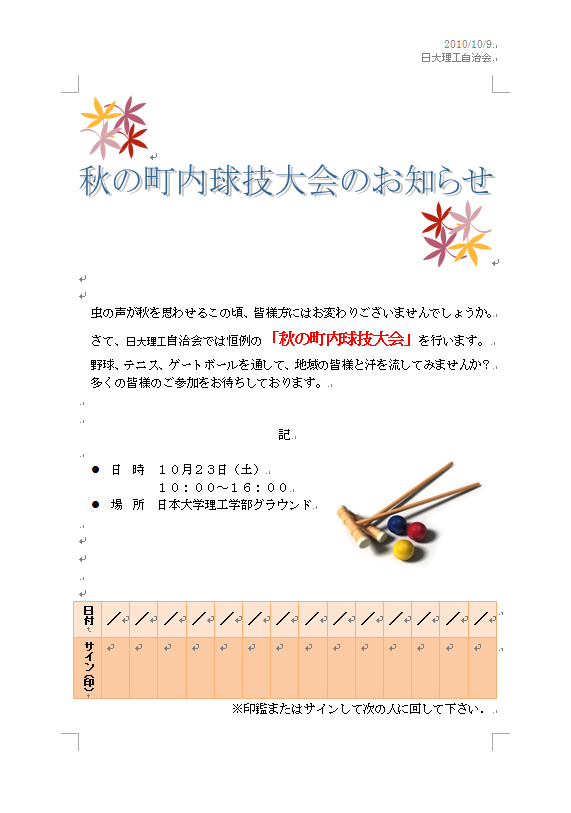 2010/10/9
日大理工自治会
秋の町内球技大会のお知らせ
虫の声が秋を思わせるこの頃、皆様方にはお変わりございませんでしょうか。
さて、日大理工自治会では恒例の「秋の町内球技大会」を行います。
野球、テニス、ゲートボールを通して、地域の皆様と汗を流してみませんか？
多くの皆様のご参加をお待ちしております。
記
● 日　時　１０月２３日（土）
１０：００～１６：００
● 場　所　日本大学理工学部グラウンド
日付 ／ ／ ／ ／ ／ ／ ／ ／ ／ ／ ／ ／ ／ ／
サイン（印）
※印鑑またはサインして次の人に回して下さい．